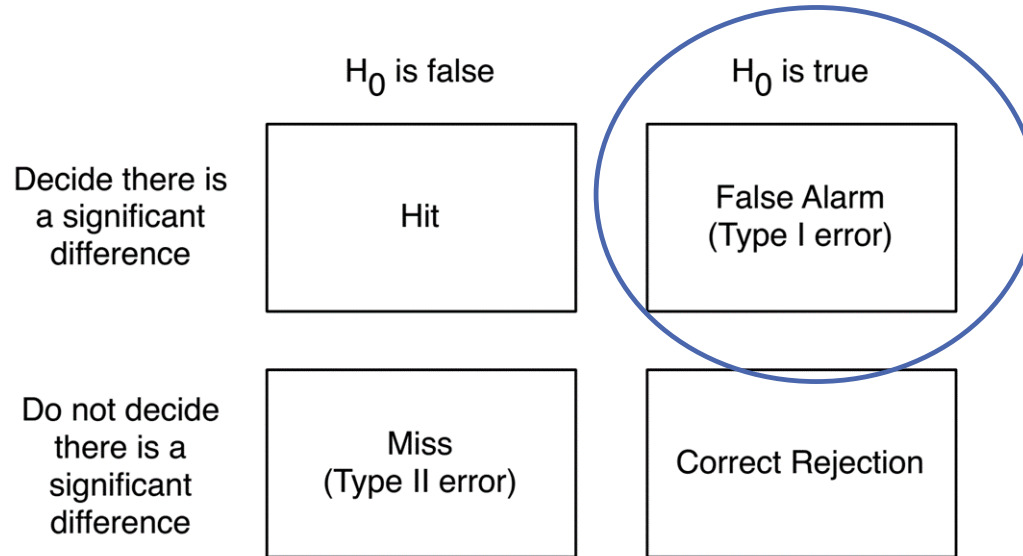 H₀ is false
H₀ is true
Decide there is
a significant
difference
Hit
False Alarm
(Type I error)
Do not decide
there is a
significant
difference
Miss
(Type II error)
Correct Rejection